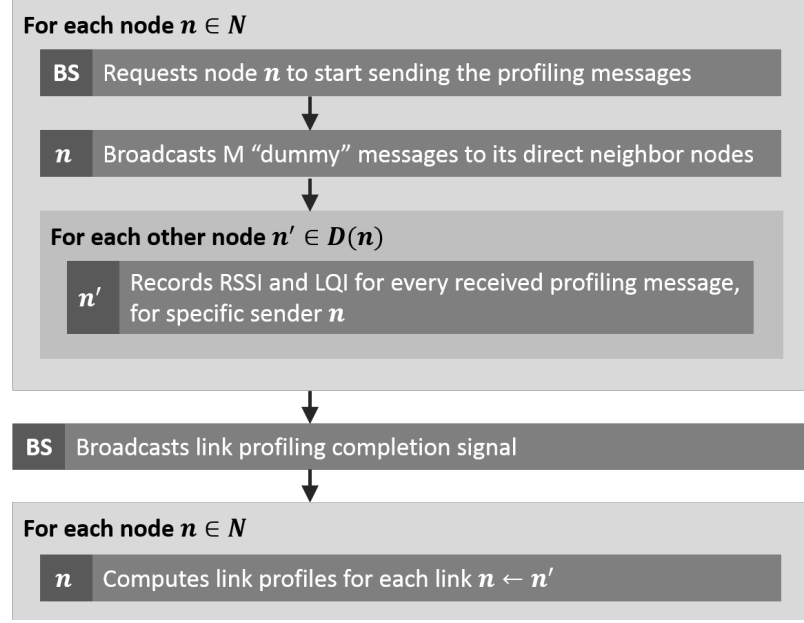 For each node n ∈ N
BS Requests node n to start sending the profiling messages
n Broadcasts M “dummy” messages to its direct neighbor nodes
For each other node n′ ∈ D(n)
n′ Records RSSI and LQI for every received profiling message,
for specific sender n
BS Broadcasts link profiling completion signal
For each node n ∈ N
n Computes link profiles for each link n ← n′